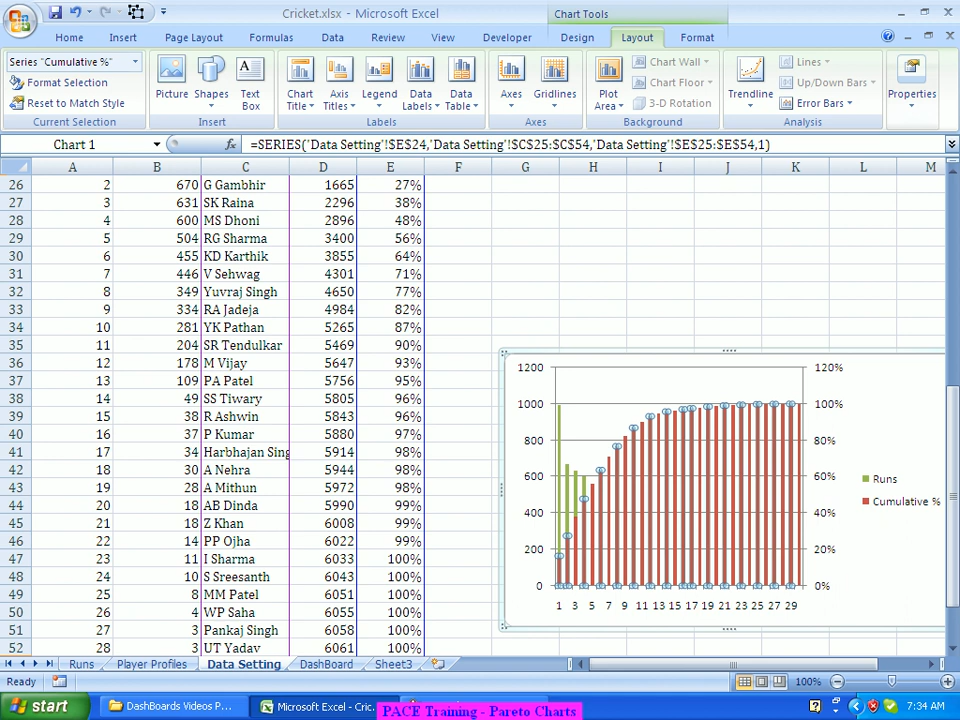 Cricket.xlsx - Microsoft Excel
Chart Tools
Home Insert Page Layout Formulas Data Review View Developer Design Layout Format
Series "Cumulative %"
Format Selection
Reset to Match Style
Current Selection
Picture Shapes Text Box
Insert
Chart Title Axis Titles Legend Data Labels Data Table
Labels
Axes Gridlines
Axes
Plot Area
Chart Wall
Chart Floor
3-D Rotation
Background
Trendline
Lines
Up/Down Bars
Error Bars
Analysis
Properties
Chart 1 fx =SERIES('Data Setting'!$E$24,'Data Setting'!$C$25:$C$54,'Data Setting'!$E$25:$E$54,1)
A B C D E F G H I J K L M
26 2 670 G Gambhir 1665 27%
27 3 631 SK Raina 2296 38%
28 4 600 MS Dhoni 2896 48%
29 5 504 RG Sharma 3400 56%
30 6 455 KD Karthik 3855 64%
31 7 446 V Sehwag 4301 71%
32 8 349 Yuvraj Singh 4650 77%
33 9 334 RA Jadeja 4984 82%
34 10 281 YK Pathan 5265 87%
35 11 204 SR Tendulkar 5469 90%
36 12 178 M Vijay 5647 93%
37 13 109 PA Patel 5756 95%
38 14 49 SS Tiwary 5805 96%
39 15 38 R Ashwin 5843 96%
40 16 37 P Kumar 5880 97%
41 17 34 Harbhajan Sing 5914 98%
42 18 30 A Nehra 5944 98%
43 19 28 A Mithun 5972 98%
44 20 18 AB Dinda 5990 99%
45 21 18 Z Khan 6008 99%
46 22 14 PP Ojha 6022 99%
47 23 11 I Sharma 6033 100%
48 24 10 S Sreesanth 6043 100%
49 25 8 MM Patel 6051 100%
50 26 4 WP Saha 6055 100%
51 27 3 Pankaj Singh 6058 100%
52 28 3 UT Yadav 6061 100%
1200 120%
1000 100%
800 80%
600 60%
400 40%
200 20%
0 0%
1 3 5 7 9 11 13 15 17 19 21 23 25 27 29
Runs
Cumulative %
Runs Player Profiles Data Setting DashBoard Sheet3
Ready 100%
start DashBoards Videos P... Microsoft Excel - Cric... 7:34 AM
PACE Training - Pareto Charts